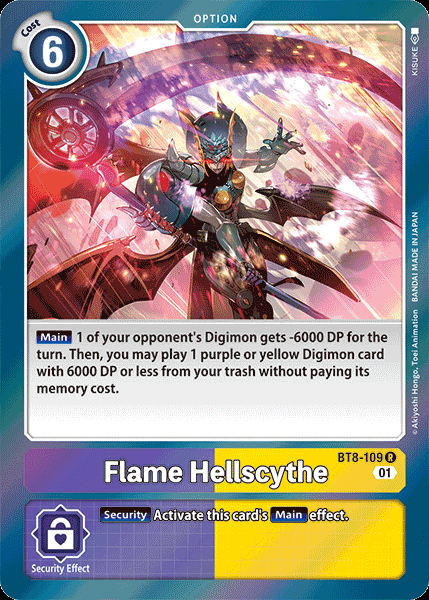 OPTION
Cost
6
KISUKE
©Akiyoshi Hongo, Toei Animation BANDAI MADE IN JAPAN
Main 1 of your opponent's Digimon gets -6000 DP for the
turn. Then, you may play 1 purple or yellow Digimon card
with 6000 DP or less from your trash without paying its
memory cost.
BT8-109 R
Flame Hellscythe
01
Security Activate this card's Main effect.
Security Effect